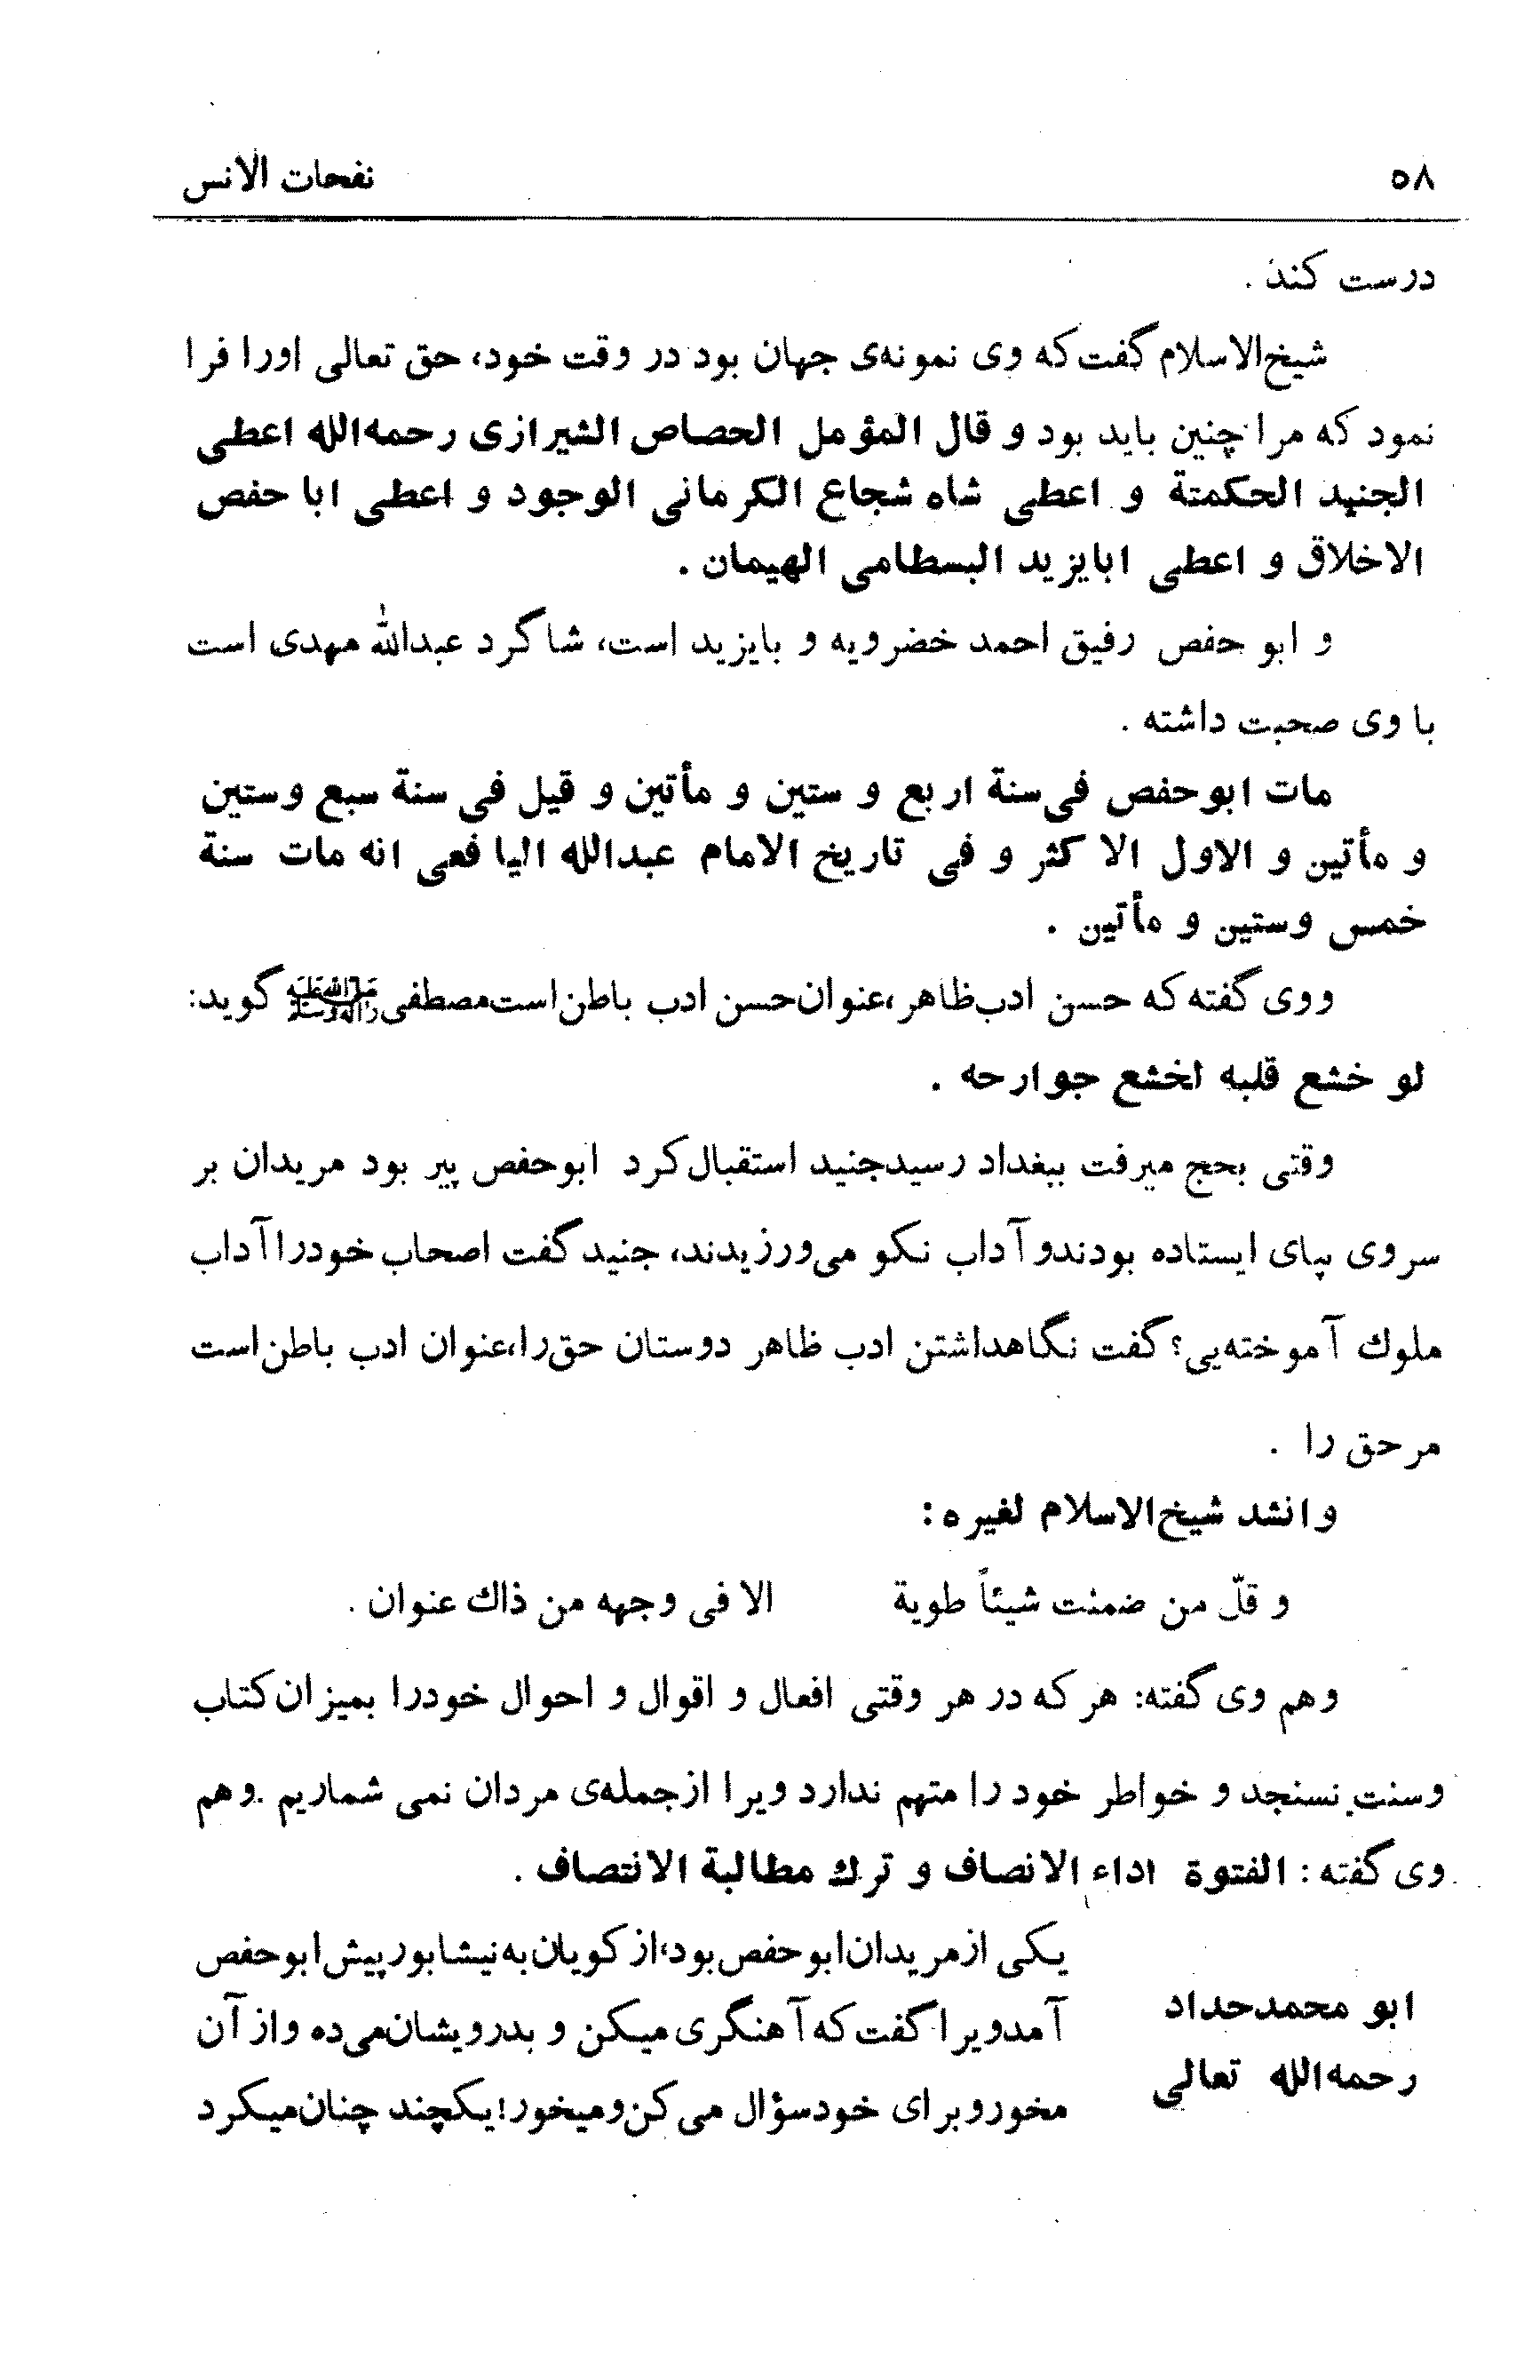 ۵۸
نفحات الانس
درست کند .
شیخ‌الاسلام گفت که وی نمونه‌ی جهان بود در وقت خود، حق تعالی اورا فرا
نمود که مرا چنین باید بود و قال المؤمل الحصاص الشیرازی رحمه‌الله اعطی
الجنید الحکمتة و اعطی شاه شجاع الکرمانی الوجود و اعطی ابا حفص
الاخلاق و اعطی ابایزید البسطامی الهیمان .
و ابو حفص رفیق احمد خضرویه و بایزید است، شاگرد عبدالله مهدی است
با وی صحبت داشته .
مات ابوحفص فی‌سنة اربع و ستین و مأتین و قیل فی سنة سبع وستین
و مأتین و الاول الا کثر و فی تاریخ الامام عبدالله الیافعی انه مات سنة
خمس وستین و مأتین .
ووی گفته که حسن ادب‌ظاهر،عنوان‌حسن ادب باطن‌است‌مصطفی صلی الله علیه وآله وسلم گوید:
لو خشع قلبه لخشع جوارحه .
وقتی بحج میرفت ببغداد رسیدجنید استقبال‌کرد ابوحفص پیر بود مریدان بر
سروی بپای ایستاده بودندو آداب نکو می‌ورزیدند، جنید گفت اصحاب خودرا آداب
ملوك آموخته‌یی؟ گفت نگاهداشتن ادب ظاهر دوستان حق‌را،عنوان ادب باطن‌است
مرحق را .
وانشد شیخ‌الاسلام لغیره :
و قلّ من ضمنت شیئاً طویة الا فی وجهه من ذاك عنوان .
وهم وی گفته: هر که در هر وقتی افعال و اقوال و احوال خودرا بمیزان کتاب
وسنت نسنجد و خواطر خود را متهم ندارد ویرا ازجمله‌ی مردان نمی شماریم .وهم
وی گفته : الفتوة اداء الانصاف و ترك مطالبة الانتصاف .
ابو محمدحداد
رحمه‌الله تعالی
یکی ازمریدان‌ابوحفص‌بود،از کویان‌به‌نیشابورپیش‌ابوحفص
آمدویرا گفت که آهنگری میکن و بدرویشان‌می‌ده واز آن
مخوروبرای خودسؤال می‌کن‌ومیخور!یکچند چنان‌میکرد